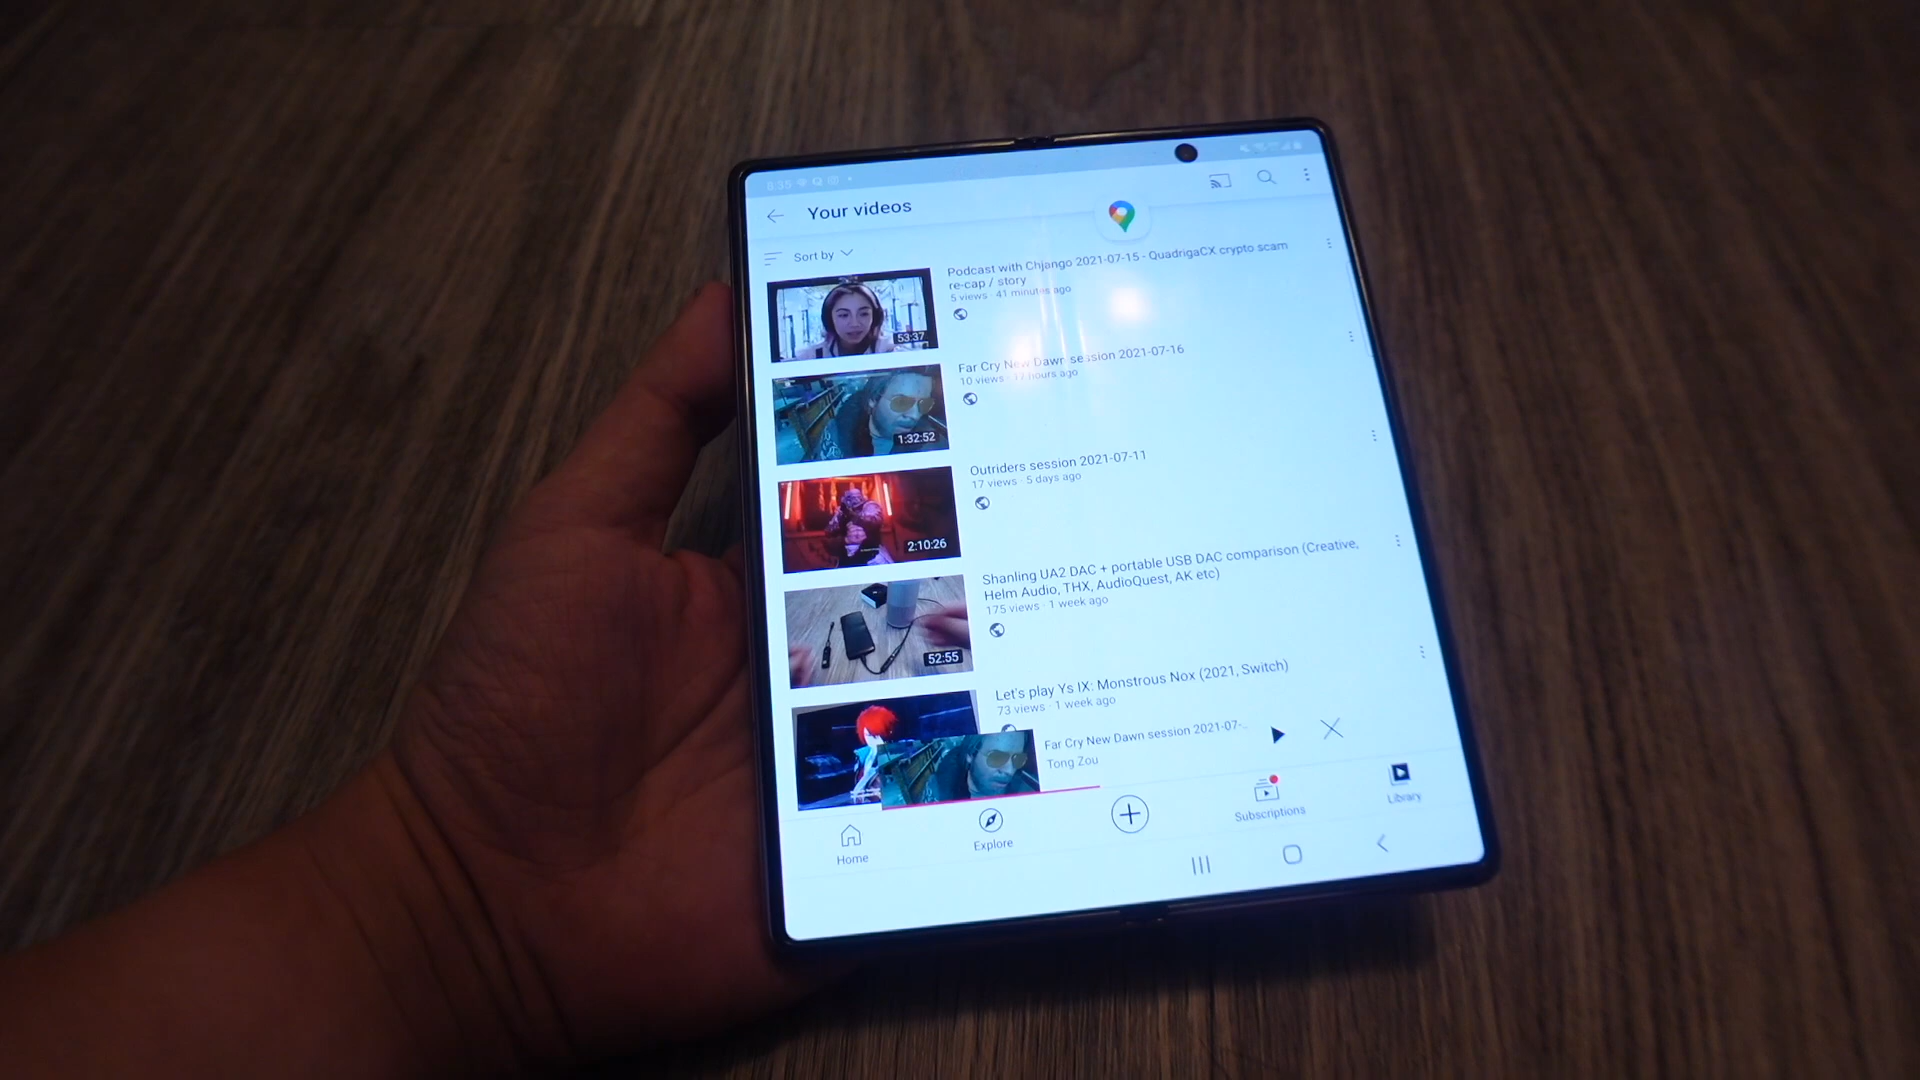 8:35
Your videos
Sort by
Podcast with Chjango 2021-07-15 - QuadrigaCX crypto scam
re-cap / story
5 views · 41 minutes ago
53:37
Far Cry New Dawn session 2021-07-16
10 views · 17 hours ago
1:32:52
Outriders session 2021-07-11
17 views · 5 days ago
2:10:26
Shanling UA2 DAC + portable USB DAC comparison (Creative,
Helm Audio, THX, AudioQuest, AK etc)
175 views · 1 week ago
52:55
Let's play Ys IX: Monstrous Nox (2021, Switch)
73 views · 1 week ago
Far Cry New Dawn session 2021-07-...
Tong Zou
Home
Explore
Subscriptions
Library